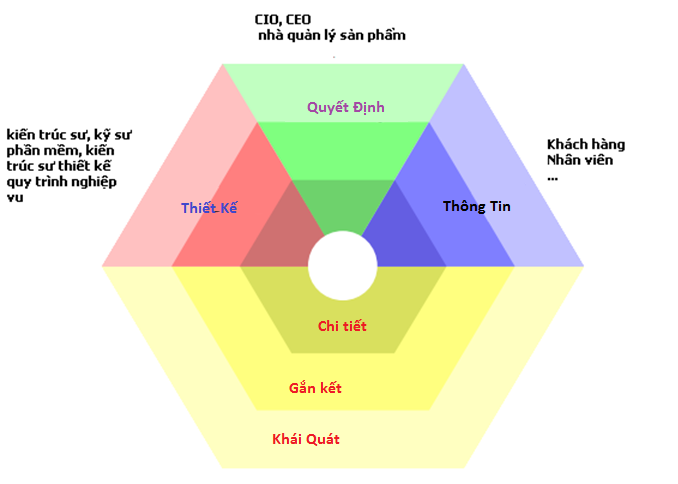 CIO, CEO
nhà quản lý sản phẩm
Quyết Định
kiến trúc sư, kỹ sư
phần mềm, kiến
trúc sư thiết kế
quy trình nghiệp
vu
Khách hàng
Nhân viên
...
Thiết Kế
Thông Tin
Chi tiết
Gắn kết
Khái Quát